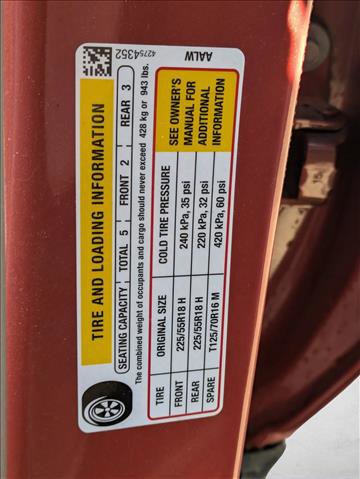 42754352
AALW
TIRE AND LOADING INFORMATION
SEATING CAPACITY TOTAL 5 FRONT 2 REAR 3
The combined weight of occupants and cargo should never exceed 428 kg or 943 lbs.
TIRE ORIGINAL SIZE COLD TIRE PRESSURE
FRONT 225/55R18 H 240 kPa, 35 psi
REAR 225/55R18 H 220 kPa, 32 psi
SPARE T125/70R16 M 420 kPa, 60 psi
SEE OWNER'S
MANUAL FOR
ADDITIONAL
INFORMATION